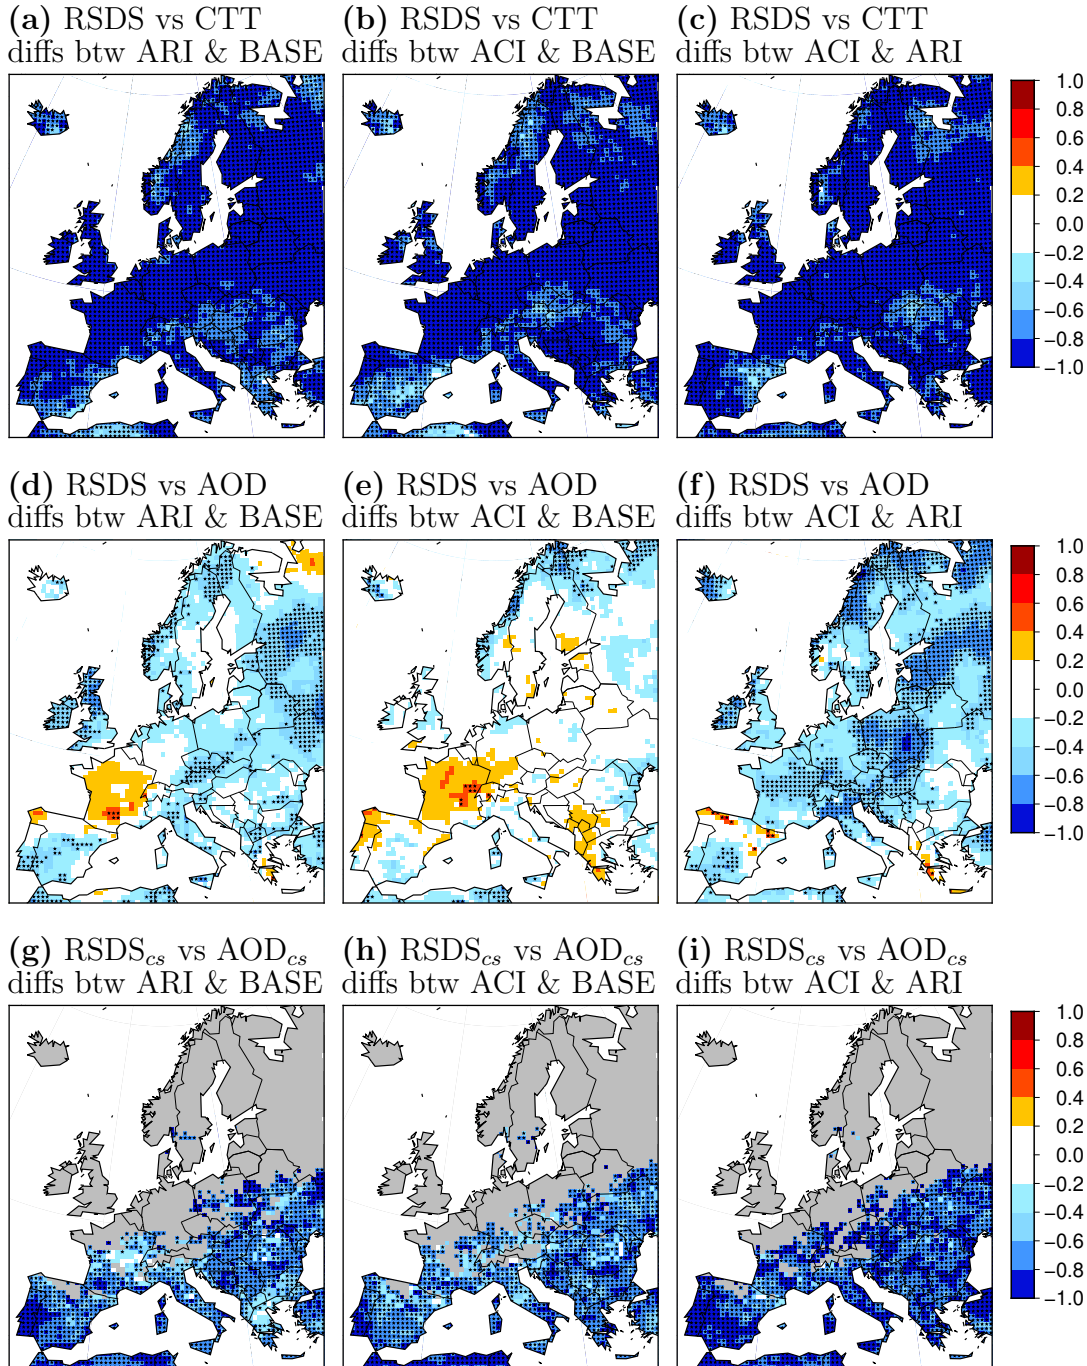 (a) RSDS vs CTT
diffs btw ARI & BASE
(b) RSDS vs CTT
diffs btw ACI & BASE
(c) RSDS vs CTT
diffs btw ACI & ARI
1.0
0.8
0.6
0.4
0.2
0.0
−0.2
−0.4
−0.6
−0.8
−1.0
(d) RSDS vs AOD
diffs btw ARI & BASE
(e) RSDS vs AOD
diffs btw ACI & BASE
(f) RSDS vs AOD
diffs btw ACI & ARI
1.0
0.8
0.6
0.4
0.2
0.0
−0.2
−0.4
−0.6
−0.8
−1.0
(g) RSDScs vs AODcs
diffs btw ARI & BASE
(h) RSDScs vs AODcs
diffs btw ACI & BASE
(i) RSDScs vs AODcs
diffs btw ACI & ARI
1.0
0.8
0.6
0.4
0.2
0.0
−0.2
−0.4
−0.6
−0.8
−1.0